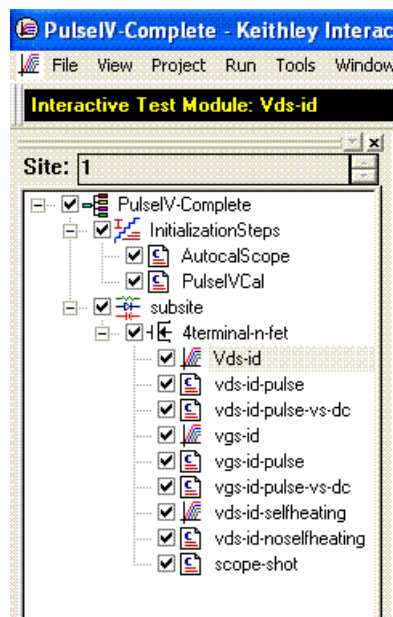 PulseIV-Complete - Keithley Interac
File View Project Run Tools Window
Interactive Test Module: Vds-id
Site: 1
PulseIV-Complete
InitializationSteps
AutocalScope
PulseIVCal
subsite
4terminal-n-fet
Vds-id
vds-id-pulse
vds-id-pulse-vs-dc
vgs-id
vgs-id-pulse
vgs-id-pulse-vs-dc
vds-id-selfheating
vds-id-noselfheating
scope-shot